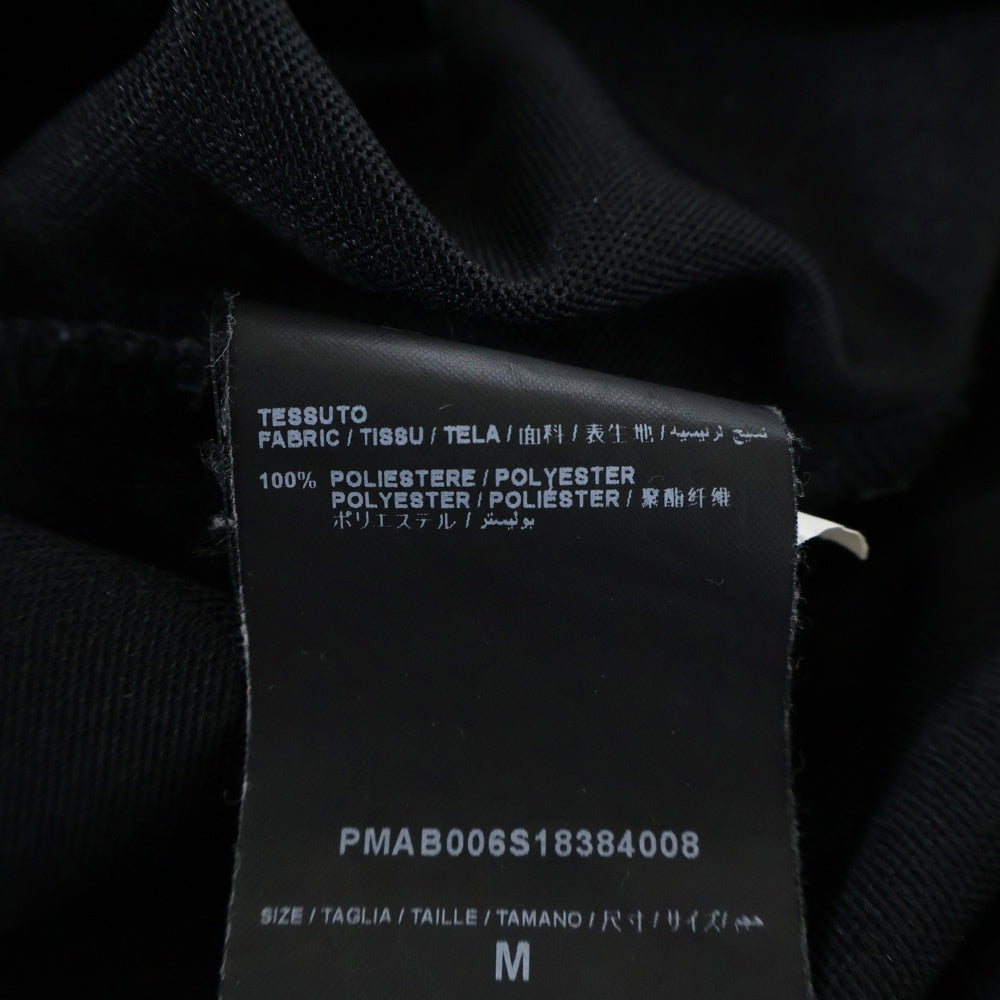 TESSUTO
FABRIC / TISSU / TELA / 面料 / 表生地 / نسيج
100% POLIESTERE / POLYESTER
POLYESTER / POLIÉSTER / 聚酯纤维
ポリエステル / بوليستر
PMAB006S18384008
SIZE / TAGLIA / TAILLE / TAMANO / 尺寸 / サイズ / حجم
M